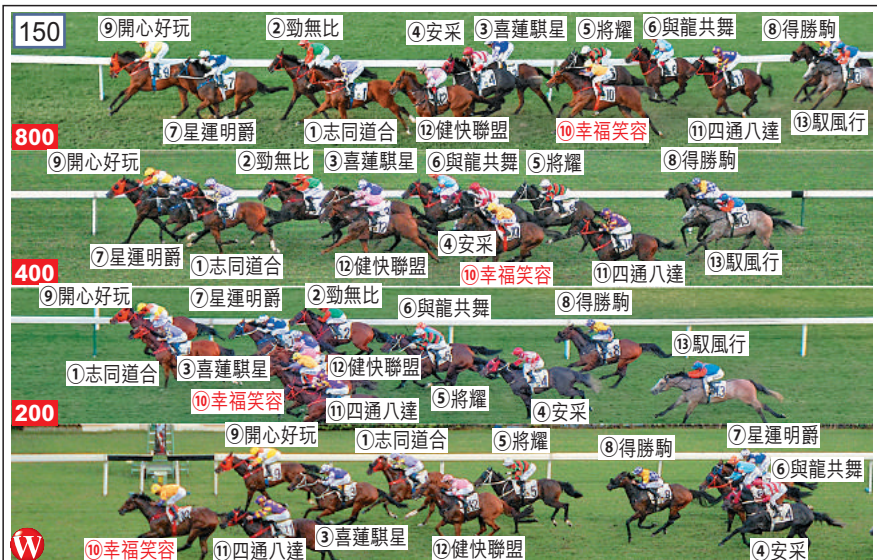 150
⑨開心好玩 ②勁無比 ④安采 ③喜蓮騏星 ⑤將耀 ⑥與龍共舞 ⑧得勝駒
800 ⑦星運明爵 ①志同道合 ⑫健快聯盟 ⑩幸福笑容 ⑪四通八達 ⑬馭風行
⑨開心好玩 ②勁無比 ③喜蓮騏星 ⑥與龍共舞 ⑤將耀 ⑧得勝駒
400 ⑦星運明爵 ①志同道合 ⑫健快聯盟 ④安采 ⑩幸福笑容 ⑪四通八達 ⑬馭風行
⑨開心好玩 ⑦星運明爵 ②勁無比 ⑥與龍共舞 ⑧得勝駒 ⑬馭風行
200 ①志同道合 ③喜蓮騏星 ⑩幸福笑容 ⑫健快聯盟 ⑪四通八達 ⑤將耀 ④安采
⑨開心好玩 ①志同道合 ⑤將耀 ⑧得勝駒 ⑦星運明爵 ⑥與龍共舞
W ⑩幸福笑容 ⑪四通八達 ③喜蓮騏星 ⑫健快聯盟 ④安采